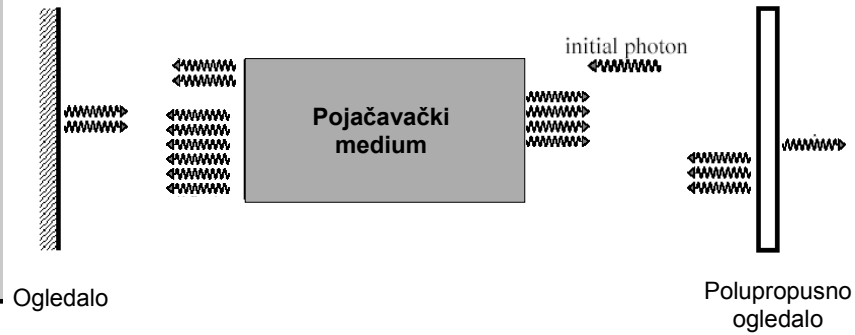 initial photon
Pojačavački
medium
Ogledalo
Polupropusno
ogledalo